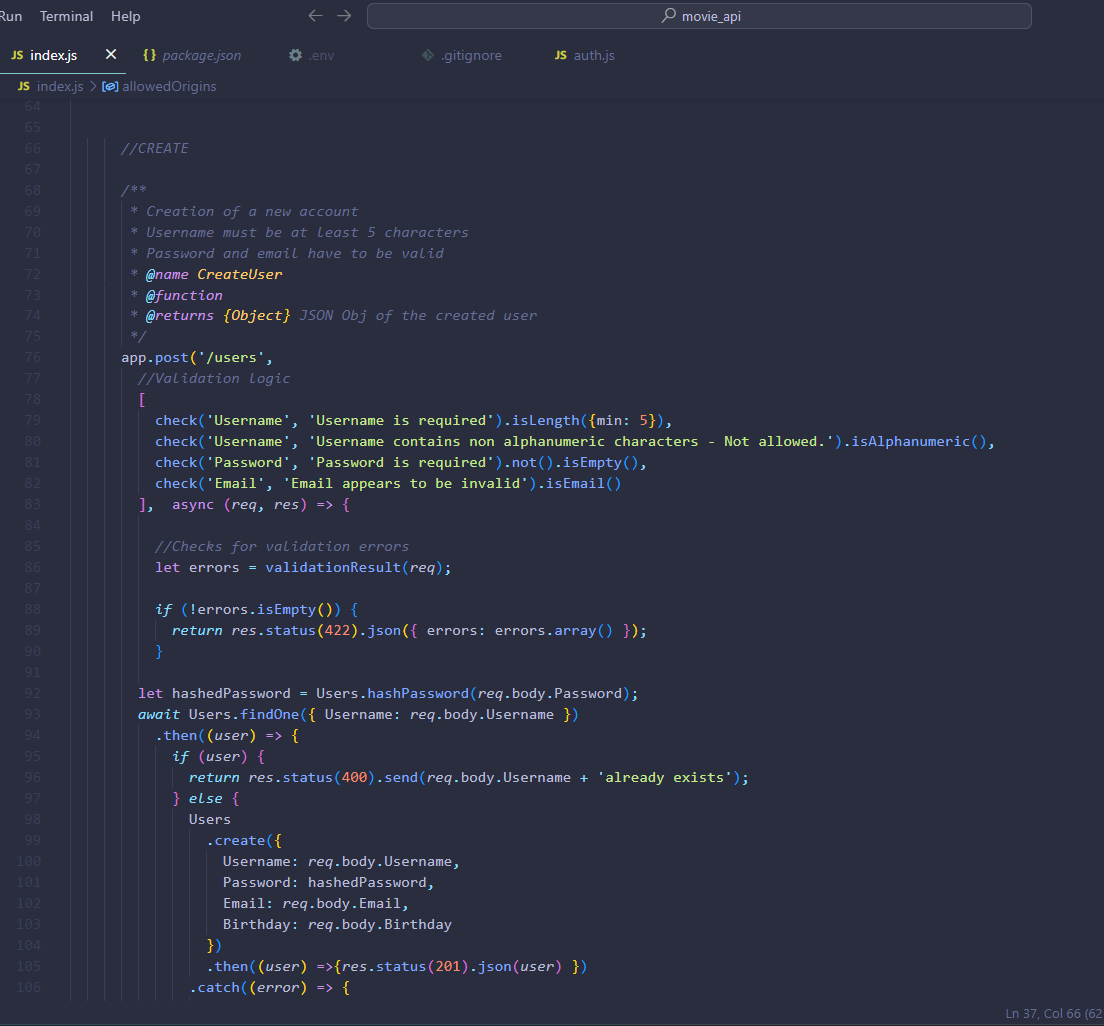 Run Terminal Help movie_api
JS index.js {} package.json .env .gitignore JS auth.js
JS index.js > allowedOrigins
64
65
66 //CREATE
67
68 /**
69 * Creation of a new account
70 * Username must be at least 5 characters
71 * Password and email have to be valid
72 * @name CreateUser
73 * @function
74 * @returns {Object} JSON Obj of the created user
75 */
76 app.post('/users',
77 //Validation logic
78 [
79 check('Username', 'Username is required').isLength({min: 5}),
80 check('Username', 'Username contains non alphanumeric characters - Not allowed.').isAlphanumeric(),
81 check('Password', 'Password is required').not().isEmpty(),
82 check('Email', 'Email appears to be invalid').isEmail()
83 ], async (req, res) => {
84
85 //Checks for validation errors
86 let errors = validationResult(req);
87
88 if (!errors.isEmpty()) {
89 return res.status(422).json({ errors: errors.array() });
90 }
91
92 let hashedPassword = Users.hashPassword(req.body.Password);
93 await Users.findOne({ Username: req.body.Username })
94 .then((user) => {
95 if (user) {
96 return res.status(400).send(req.body.Username + 'already exists');
97 } else {
98 Users
99 .create({
100 Username: req.body.Username,
101 Password: hashedPassword,
102 Email: req.body.Email,
103 Birthday: req.body.Birthday
104 })
105 .then((user) =>{res.status(201).json(user) })
106 .catch((error) => {
Ln 37, Col 66 (62